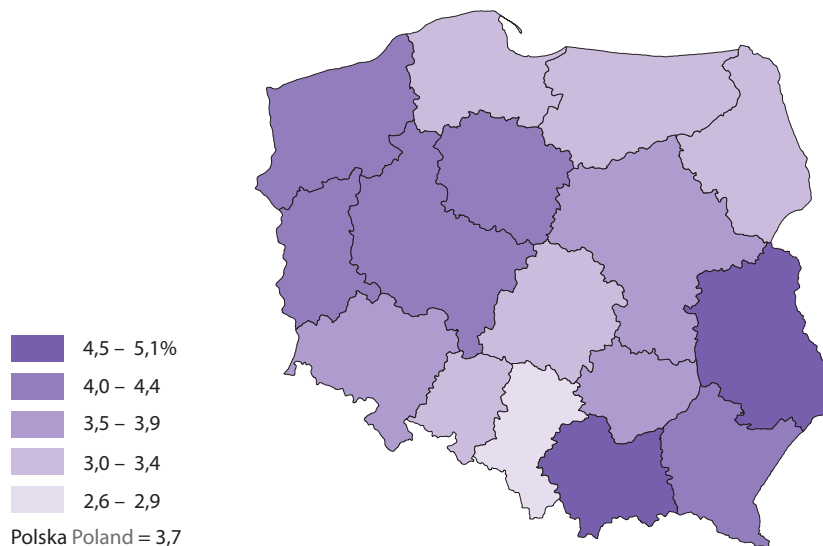 4,5 – 5,1%
4,0 – 4,4
3,5 – 3,9
3,0 – 3,4
2,6 – 2,9
Polska Poland = 3,7